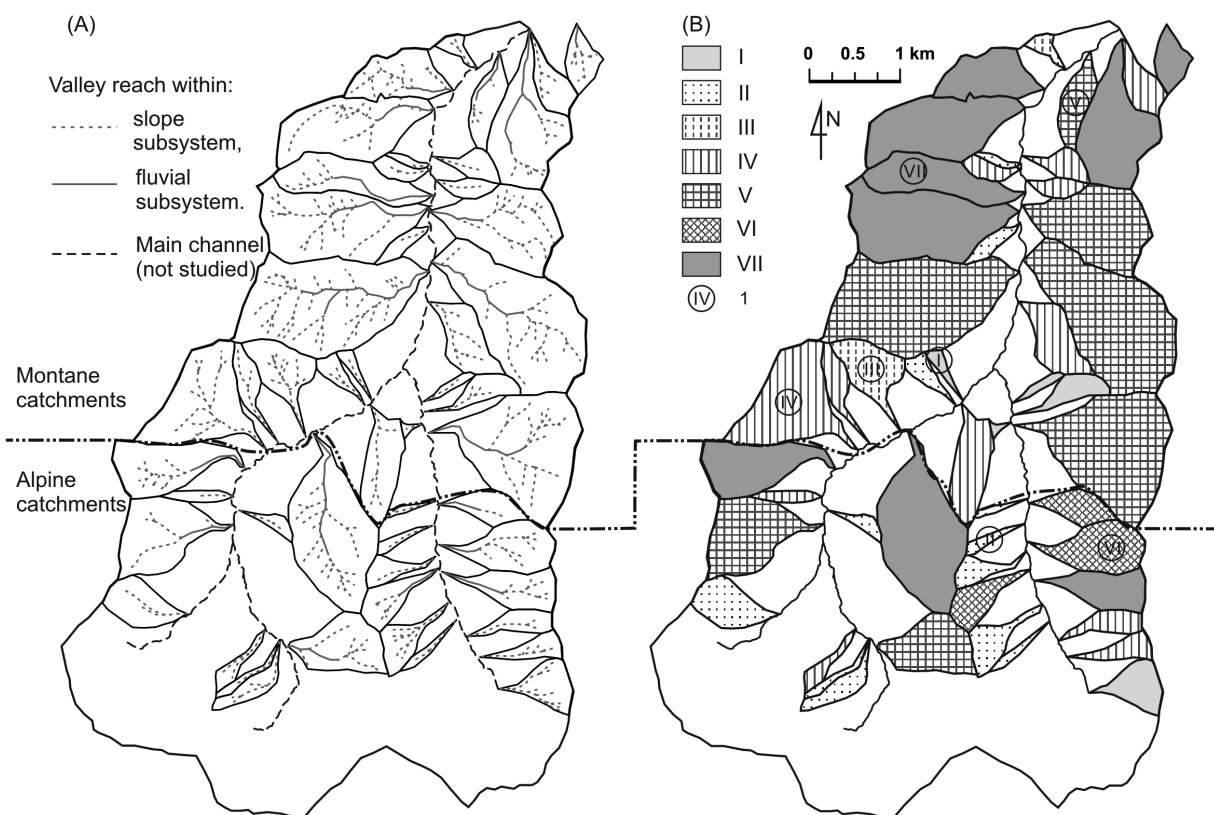 (A)
Valley reach within:
slope
subsystem,
fluvial
subsystem.
Main channel
(not studied)
Montane
catchments
Alpine
catchments
(B)
I
II
III
IV
V
VI
VII
IV 1
0 0.5 1 km
N
V
VII
I
III
IV
II
VI